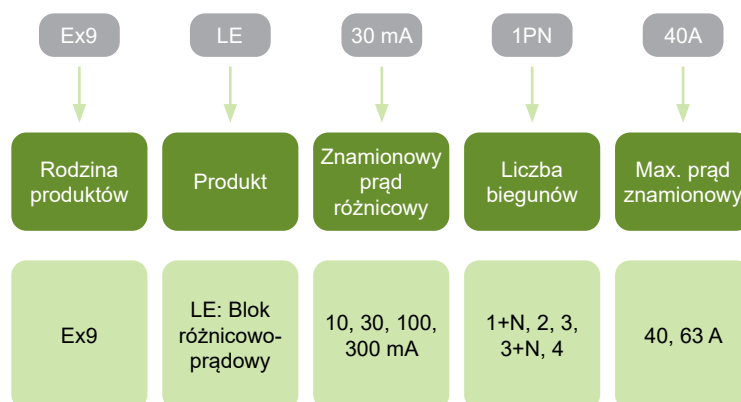 Ex9
LE
30 mA
1PN
40A
Rodzina
produktów
Produkt
Znamionowy
prąd
różnicowy
Liczba
biegunów
Max. prąd
znamionowy
Ex9
LE: Blok
różnicowo-
prądowy
10, 30, 100,
300 mA
1+N, 2, 3,
3+N, 4
40, 63 A